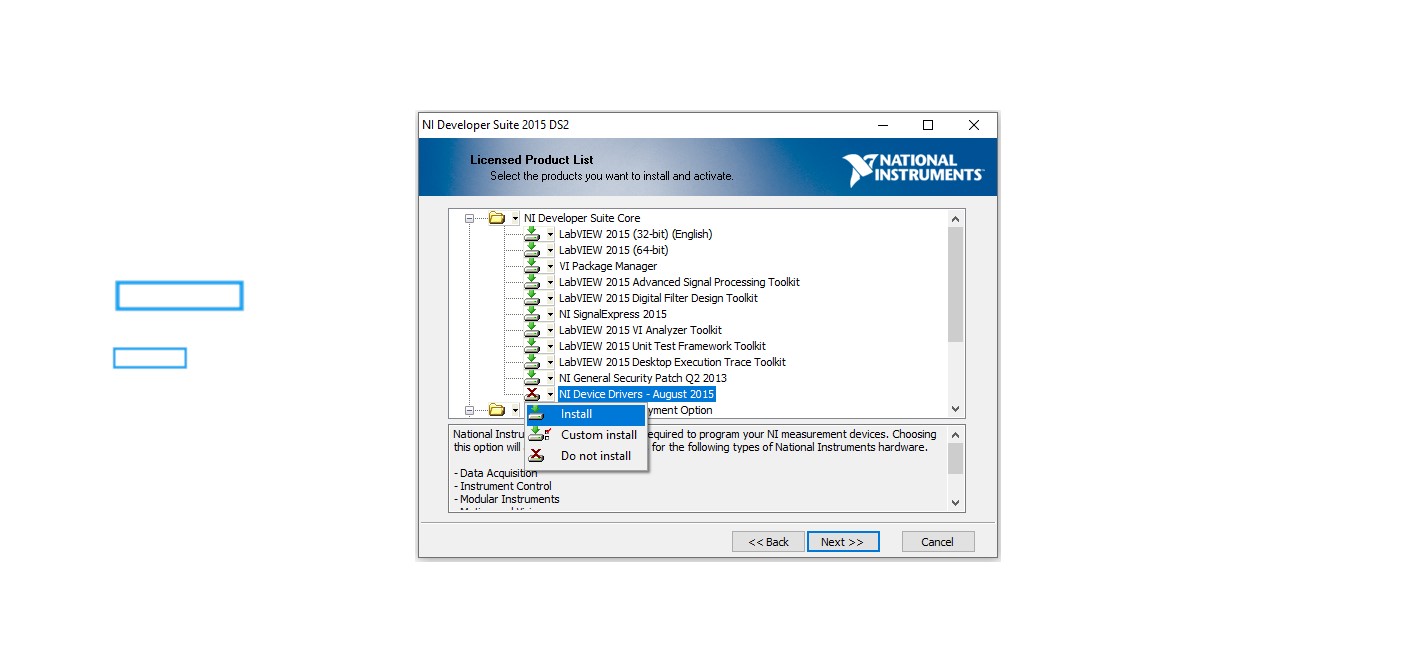 NI Developer Suite 2015 DS2
Licensed Product List
Select the products you want to install and activate.
NATIONAL
INSTRUMENTS
NI Developer Suite Core
LabVIEW 2015 (32-bit) (English)
LabVIEW 2015 (64-bit)
VI Package Manager
LabVIEW 2015 Advanced Signal Processing Toolkit
LabVIEW 2015 Digital Filter Design Toolkit
NI SignalExpress 2015
LabVIEW 2015 VI Analyzer Toolkit
LabVIEW 2015 Unit Test Framework Toolkit
LabVIEW 2015 Desktop Execution Trace Toolkit
NI General Security Patch Q2 2013
NI Device Drivers - August 2015
yment Option
Install
Custom install
Do not install
National Instru equired to program your NI measurement devices. Choosing
this option will for the following types of National Instruments hardware.
- Data Acquisition
- Instrument Control
- Modular Instruments
<< Back
Next >>
Cancel